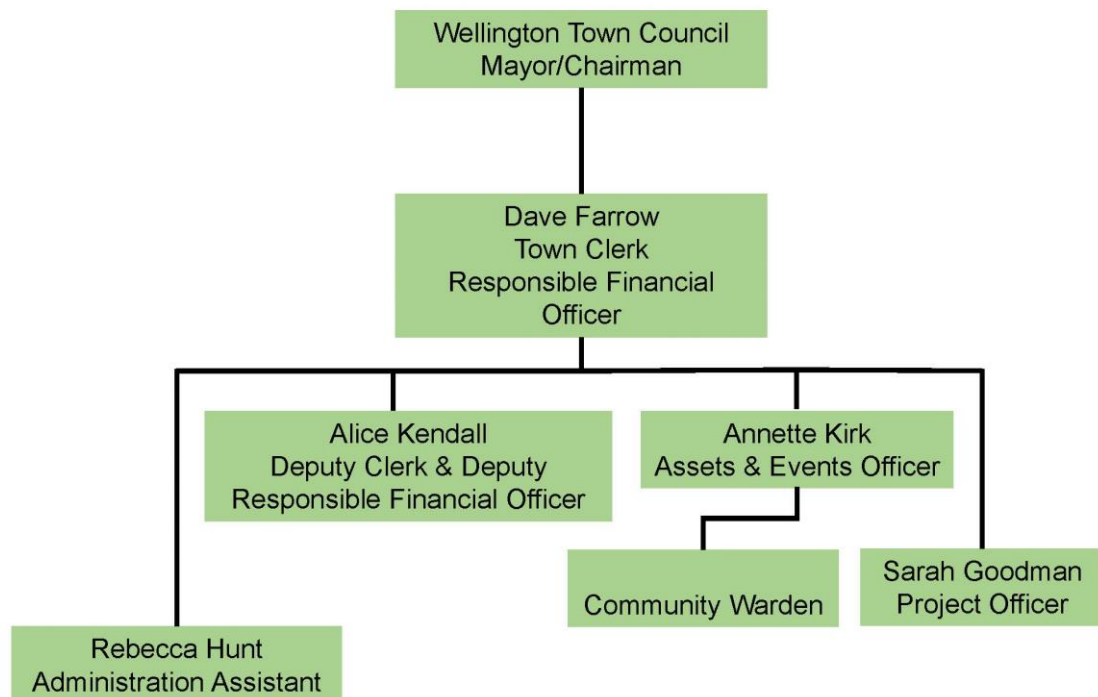 Wellington Town Council
Mayor/Chairman
Dave Farrow
Town Clerk
Responsible Financial
Officer
Alice Kendall
Deputy Clerk & Deputy
Responsible Financial Officer
Annette Kirk
Assets & Events Officer
Community Warden
Sarah Goodman
Project Officer
Rebecca Hunt
Administration Assistant